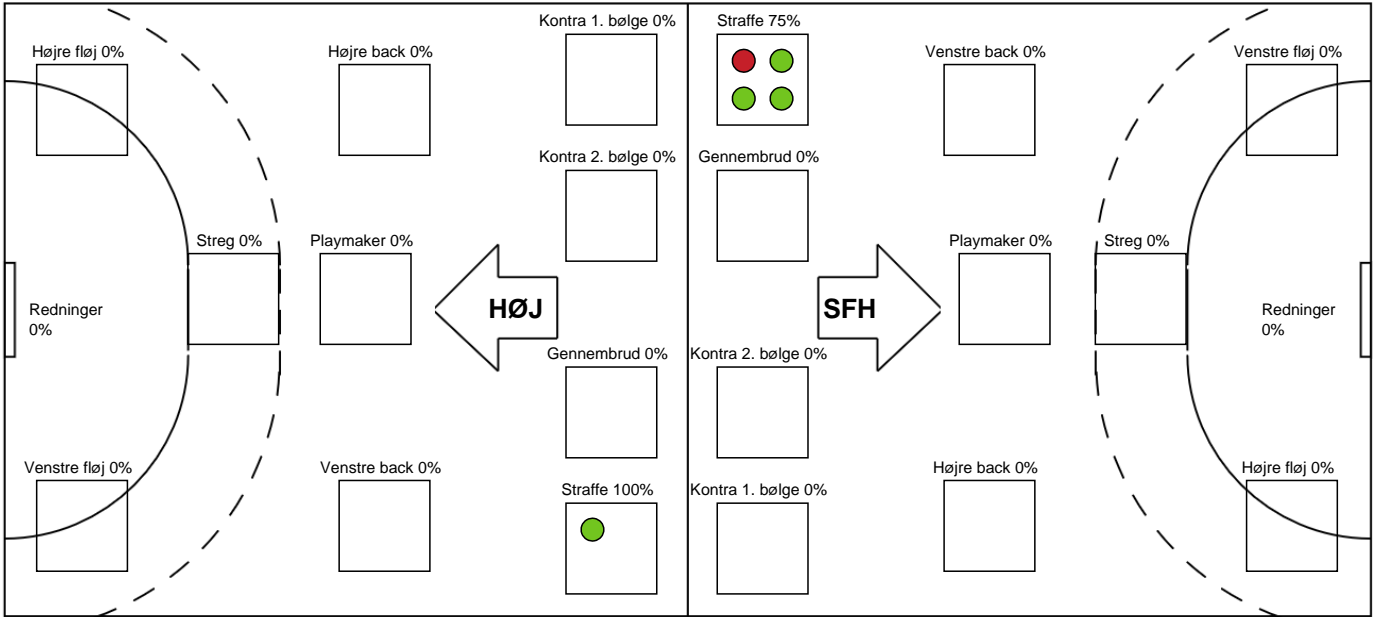 Kontra 1. bølge 0%
Straffe 75%
Højre fløj 0%
Højre back 0%
Venstre back 0%
Venstre fløj 0%
Kontra 2. bølge 0%
Gennembrud 0%
Streg 0%
Playmaker 0%
Playmaker 0%
Streg 0%
Redninger
0%
HØJ
SFH
Redninger
0%
Gennembrud 0%
Kontra 2. bølge 0%
Venstre fløj 0%
Venstre back 0%
Højre back 0%
Højre fløj 0%
Straffe 100%
Kontra 1. bølge 0%